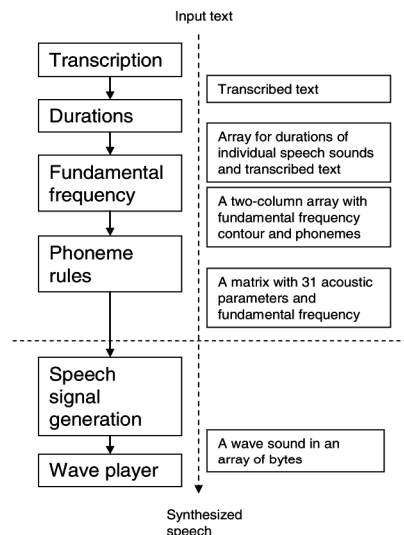 Input text
Transcription
Transcribed text
Durations
Array for durations of
individual speech sounds
and transcribed text
Fundamental
frequency
A two-column array with
fundamental frequency
contour and phonemes
Phoneme
rules
A matrix with 31 acoustic
parameters and
fundamental frequency
Speech
signal
generation
A wave sound in an
array of bytes
Wave player
Synthesized
speech